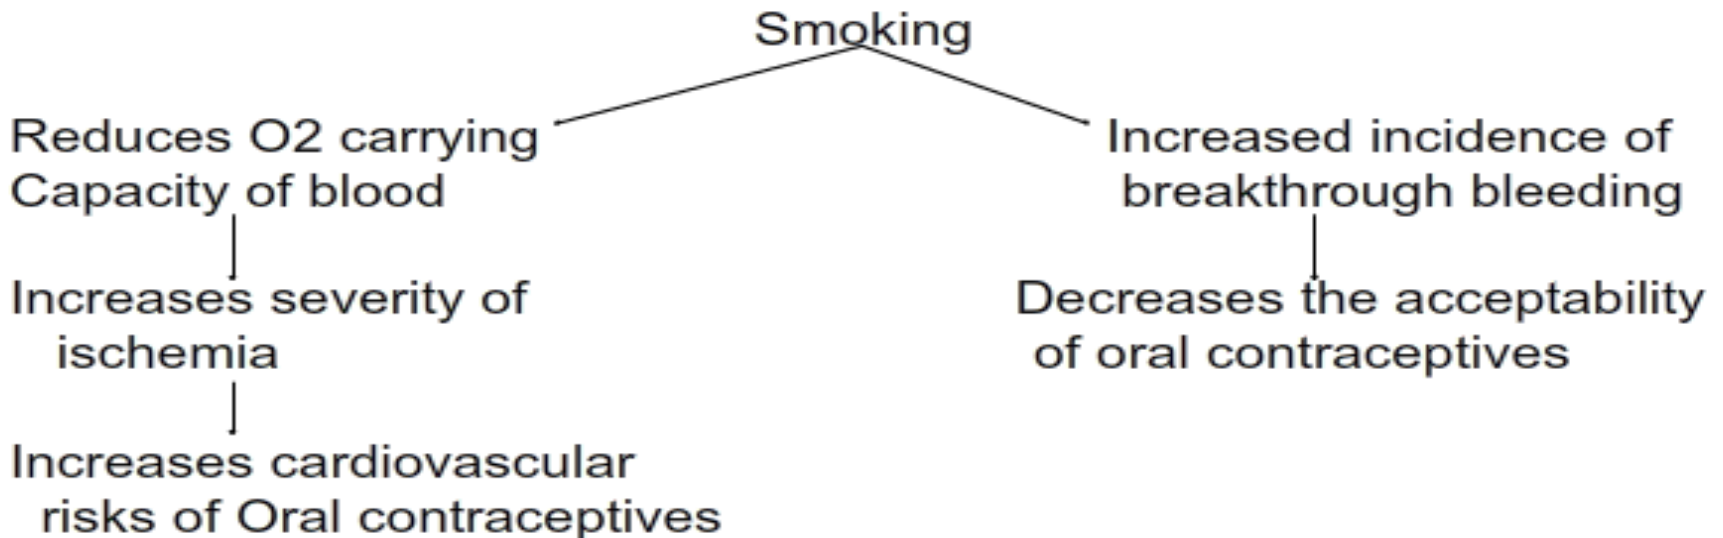 Smoking
Reduces O2 carrying
Capacity of blood
Increases severity of
ischemia
Increases cardiovascular
risks of Oral contraceptives
Increased incidence of
breakthrough bleeding
Decreases the acceptability
of oral contraceptives